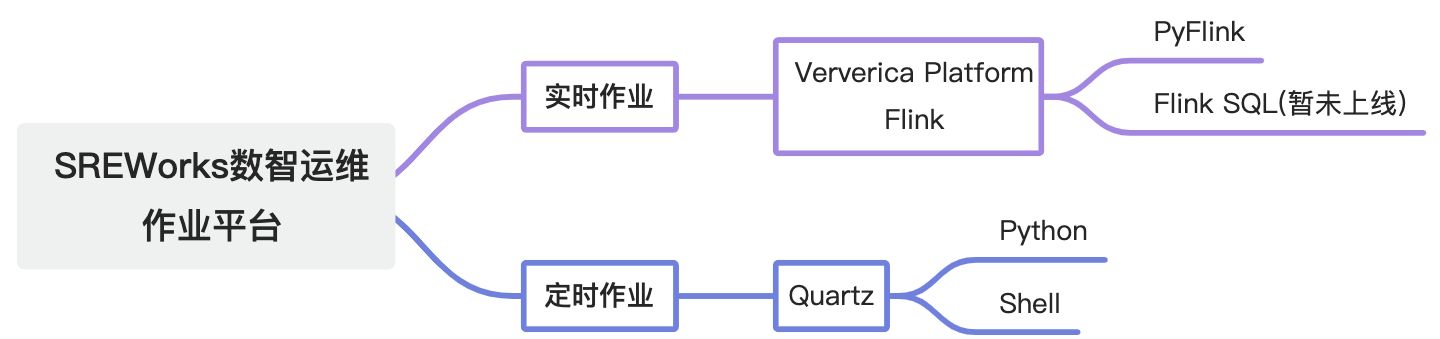 SREWorks数智运维
作业平台
实时作业
Ververica Platform
Flink
PyFlink
Flink SQL(暂未上线)
定时作业
Quartz
Python
Shell